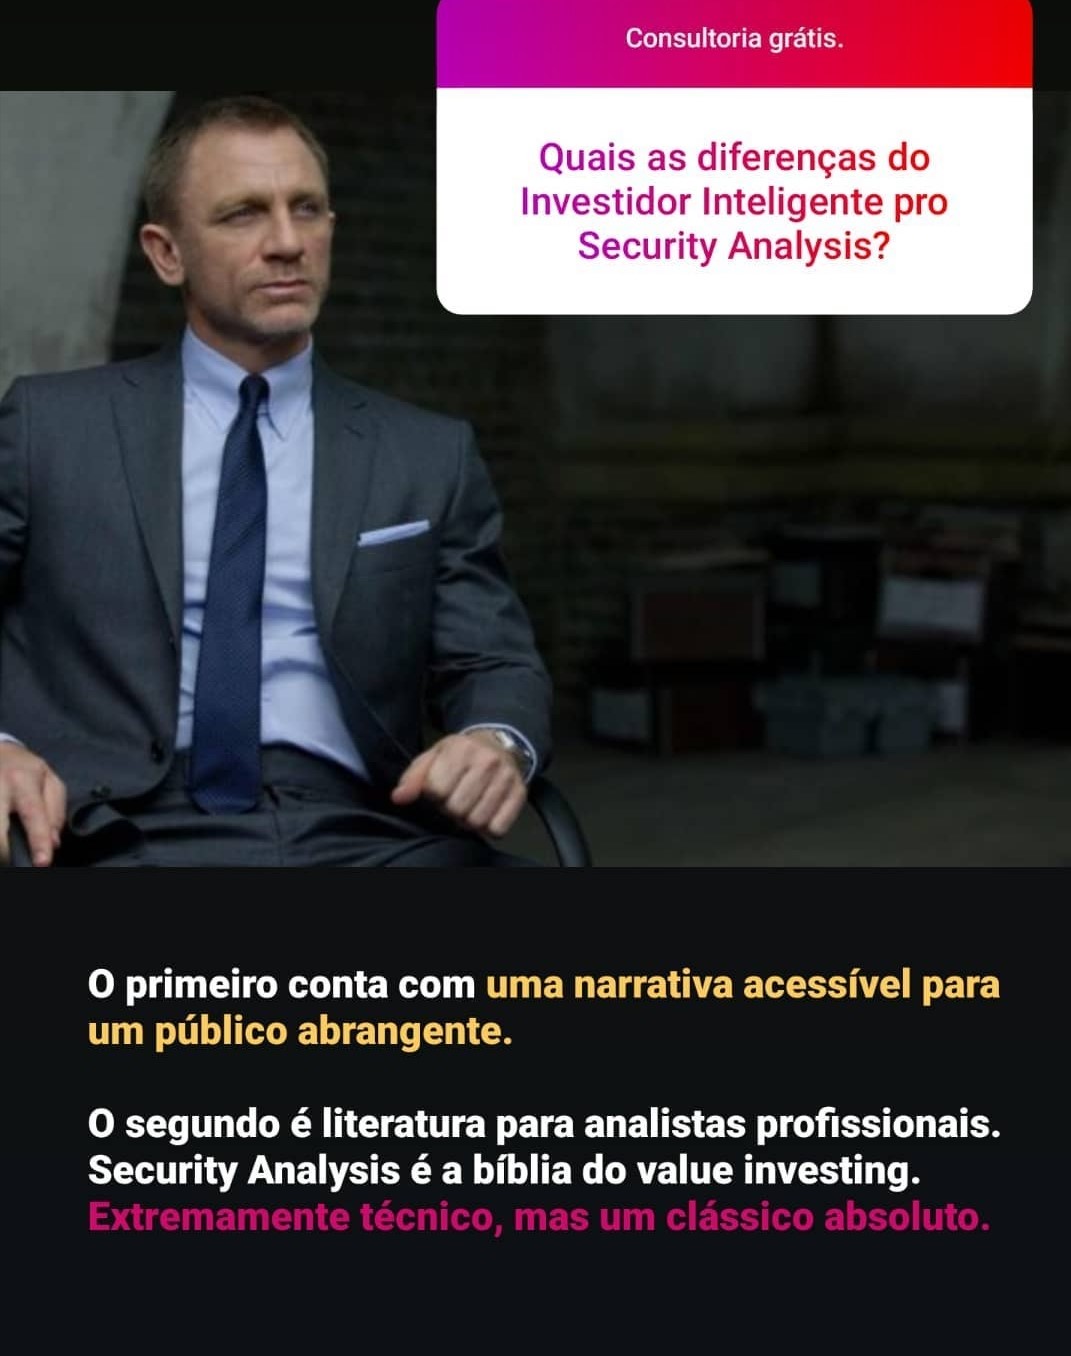 Consultoria grátis.
Quais as diferenças do
Investidor Inteligente pro
Security Analysis?
O primeiro conta com uma narrativa acessível para
um público abrangente.
O segundo é literatura para analistas profissionais.
Security Analysis é a bíblia do value investing.
Extremamente técnico, mas um clássico absoluto.